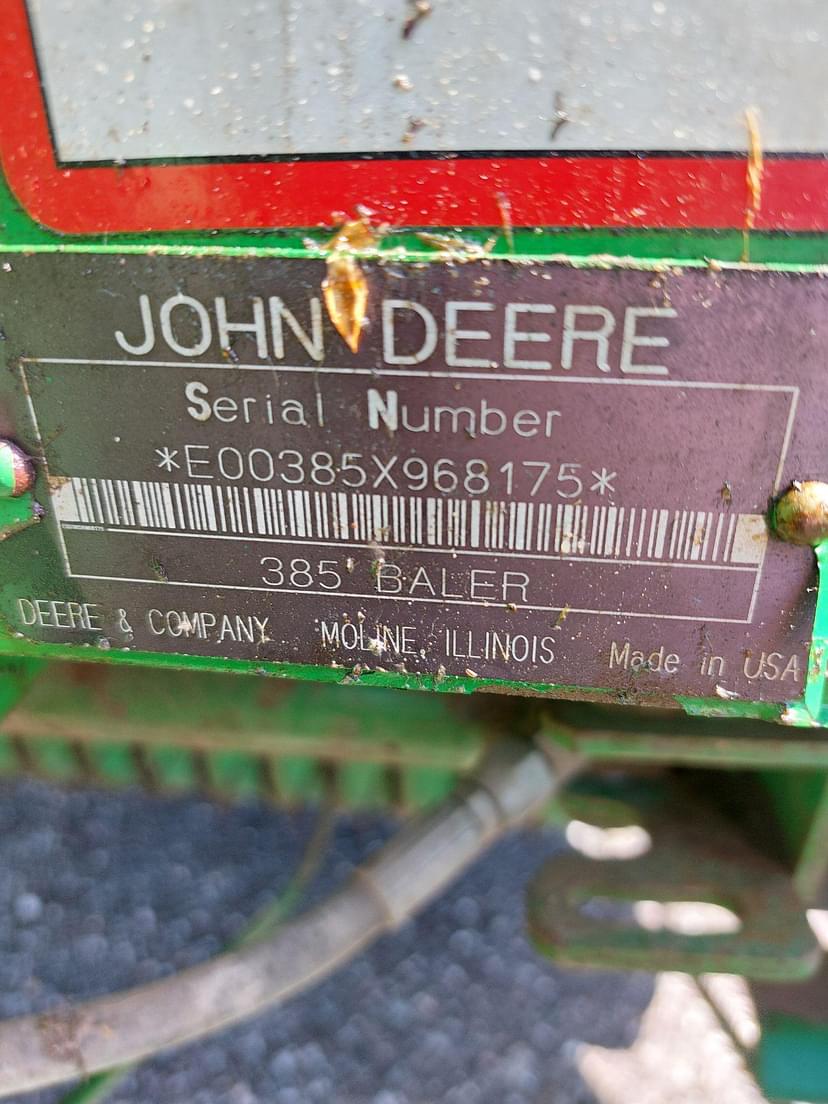 JOHN DEERE
Serial Number
*E00385X968175*
385 BALER
DEERE & COMPANY MOLINE, ILLINOIS Made in USA